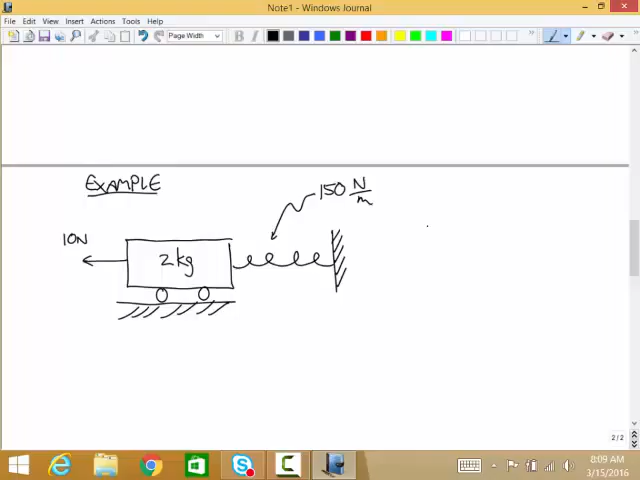 Note1 - Windows Journal
File Edit View Insert Actions Tools Help
Page Width
B I
EXAMPLE
150 N/m
10N
2kg
2/2
8:09 AM
3/15/2016